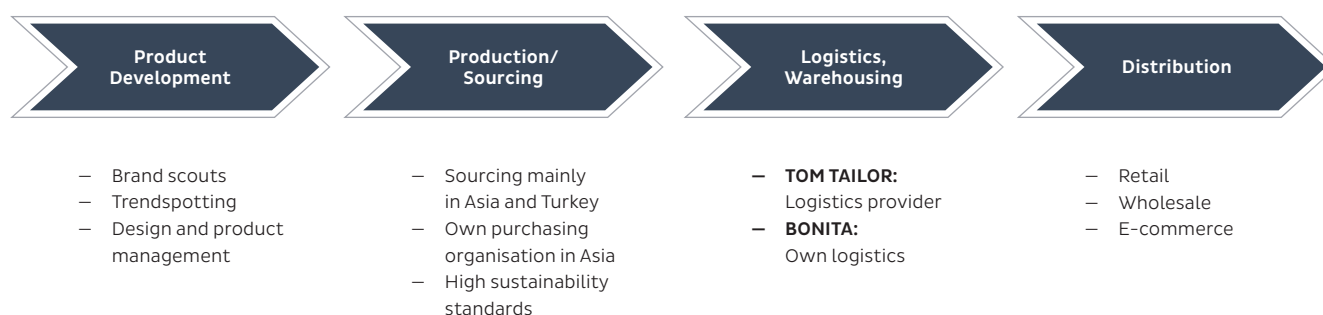 Product
Development
Production/
Sourcing
Logistics,
Warehousing
Distribution
— Brand scouts
— Trendspotting
— Design and product
management
— Sourcing mainly
in Asia and Turkey
— Own purchasing
organisation in Asia
— High sustainability
standards
— TOM TAILOR:
Logistics provider
— BONITA:
Own logistics
— Retail
— Wholesale
— E-commerce